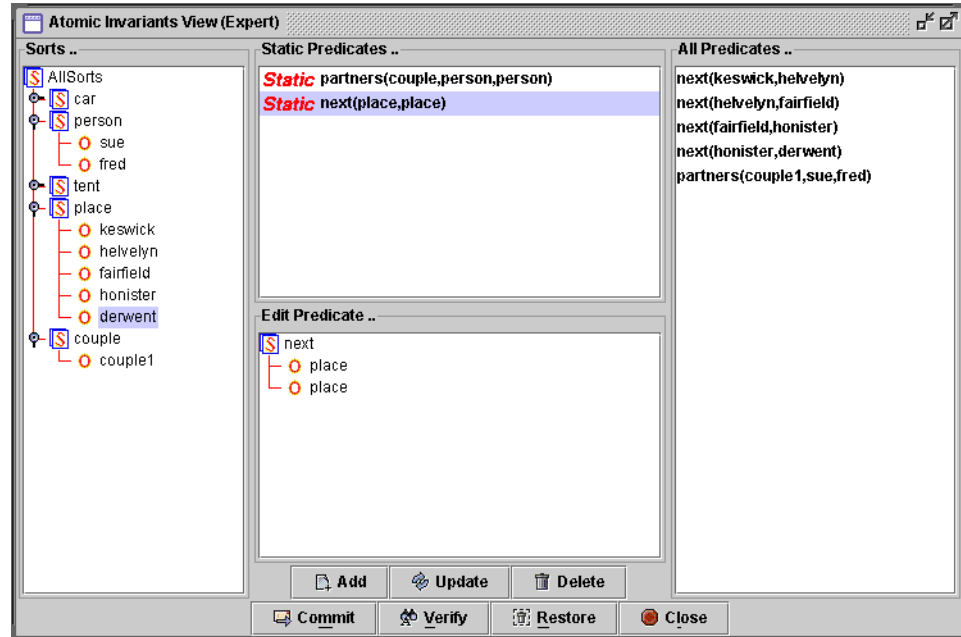 Atomic Invariants View (Expert)
Sorts ..
S AllSorts
S car
S person
O sue
O fred
S tent
S place
O keswick
O helvelyn
O fairfield
O honister
O derwent
S couple
O couple1
Static Predicates ..
Static partners(couple,person,person)
Static next(place,place)
Edit Predicate ..
S next
O place
O place
Add Update Delete
All Predicates ..
next(keswick,helvelyn)
next(helvelyn,fairfield)
next(fairfield,honister)
next(honister,derwent)
partners(couple1,sue,fred)
Commit Verify Restore Close